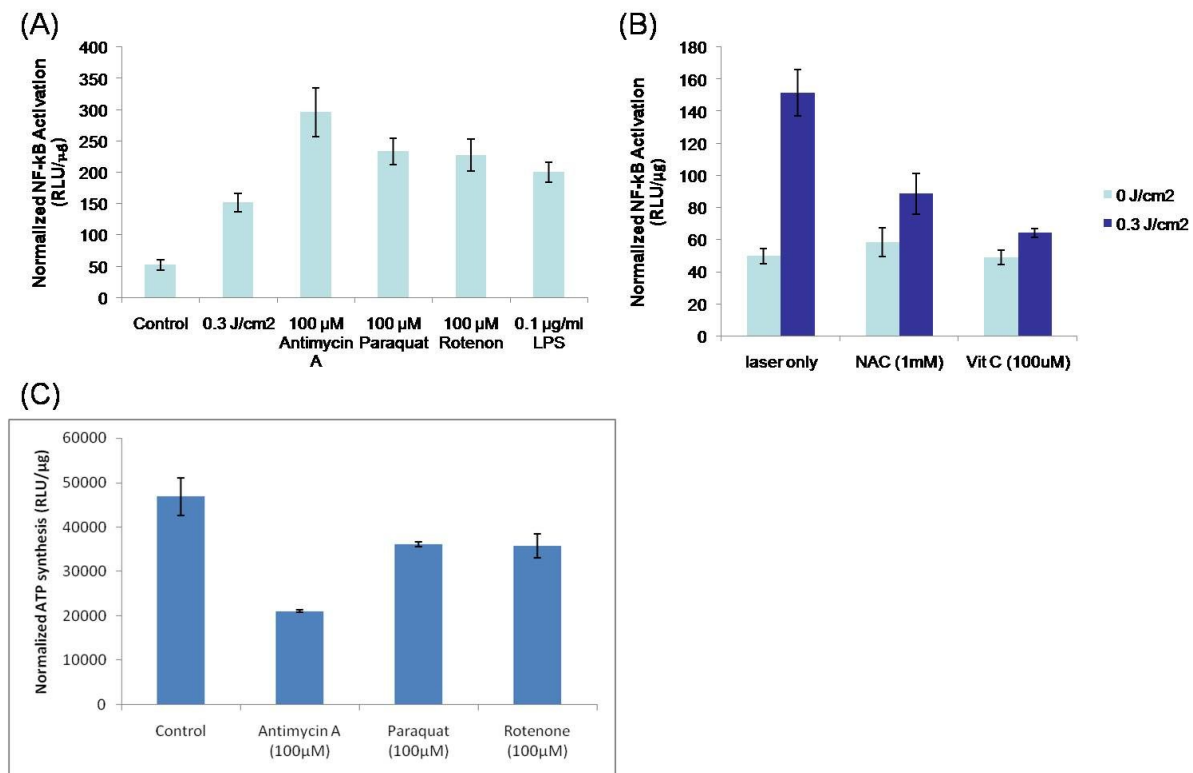 (A)
Normalized NF-kB Activation
(RLU/µg)
400
350
300
250
200
150
100
50
0
Control
0.3 J/cm2
100 µM
Antimycin
A
100 µM
Paraquat
100 µM
Rotenon
0.1 µg/ml
LPS
(B)
Normalized NF-kB Activation
(RLU/µg)
180
160
140
120
100
80
60
40
20
0
laser only
NAC (1mM)
Vit C (100uM)
0 J/cm2
0.3 J/cm2
(C)
Normalized ATP synthesis (RLU/µg)
60000
50000
40000
30000
20000
10000
0
Control
Antimycin A
(100µM)
Paraquat
(100µM)
Rotenone
(100µM)